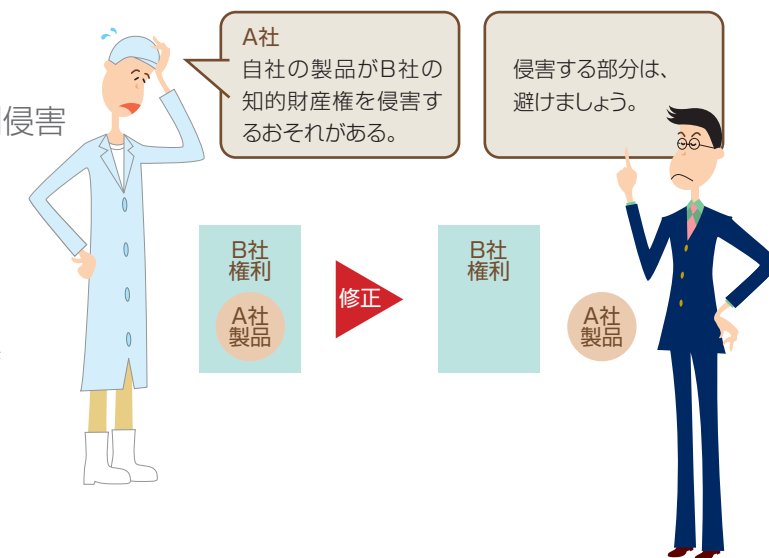 A社
自社の製品がB社の
知的財産権を侵害す
るおそれがある。
侵害する部分は、
避けましょう。
侵害
B社
権利
A社
製品
修正
B社
権利
A社
製品